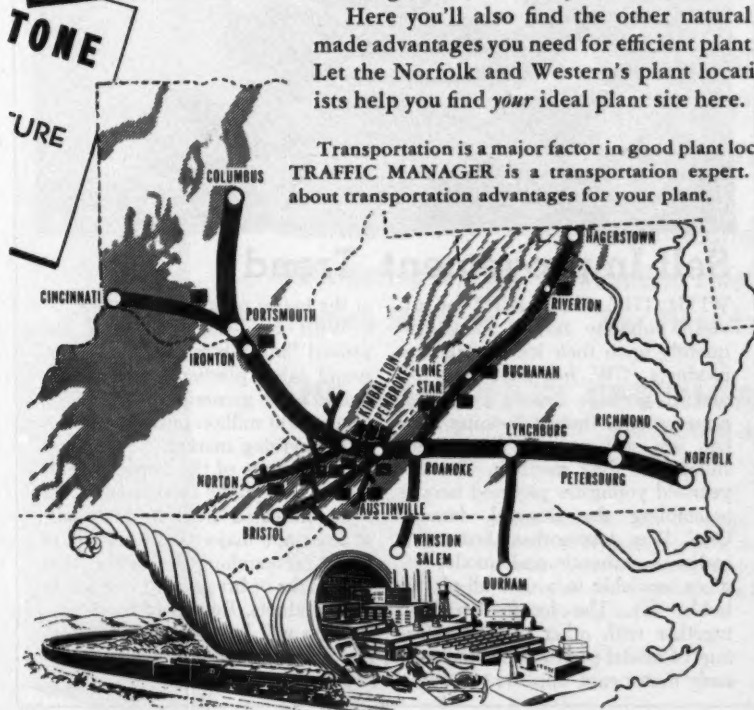 TONE
URE
Here you'll also find the other natural
made advantages you need for efficient plant
Let the Norfolk and Western's plant locati
ists help you find your ideal plant site here.
Transportation is a major factor in good plant loc
TRAFFIC MANAGER is a transportation expert.
about transportation advantages for your plant.
COLUMBUS
HAGERSTOWN
CINCINNATI
PORTSMOUTH
RIVERTON
IRONTON
KIMBALLTON
PEMBROKE
LONE
STAR
BUCHANAN
LYNCHBURG
RICHMOND
NORFOLK
NORTON
ROANOKE
PETERSBURG
BRISTOL
AUSTINVILLE
WINSTON
SALEM
DURHAM